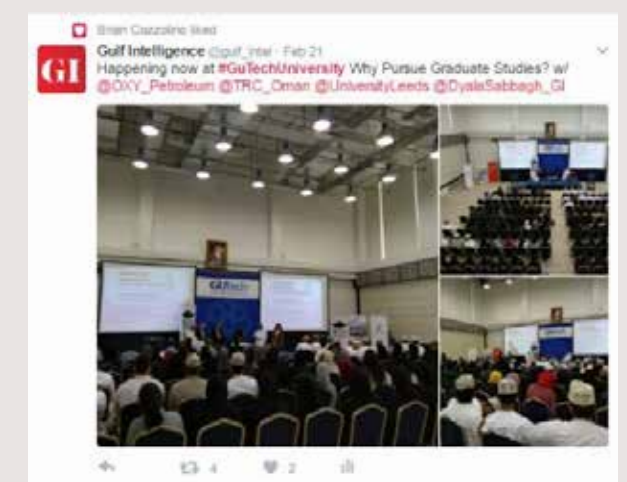 Brian Cazzolino liked
Gulf Intelligence @gulf_intel · Feb 21
GI
Happening now at #GuTechUniversity Why Pursue Graduate Studies? w/
@OXY_Petroleum @TRC_Oman @UniversityLeeds @DyalaSabbagh_GI
GUtech
4
2